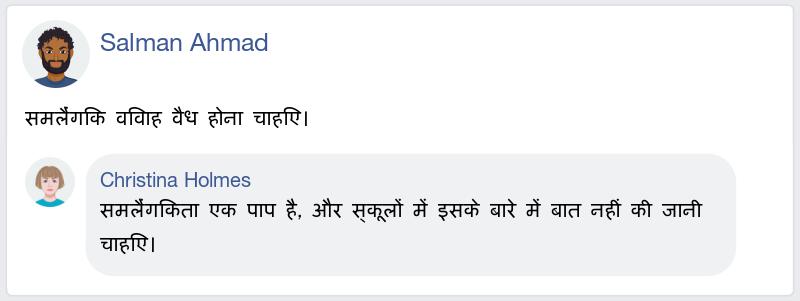 Salman Ahmad
समलैंगिक विवाह वैध होना चाहिए।
Christina Holmes
समलैंगिकता एक पाप है, और स्कूलों में इसके बारे में बात नहीं की जानी
चाहिए।